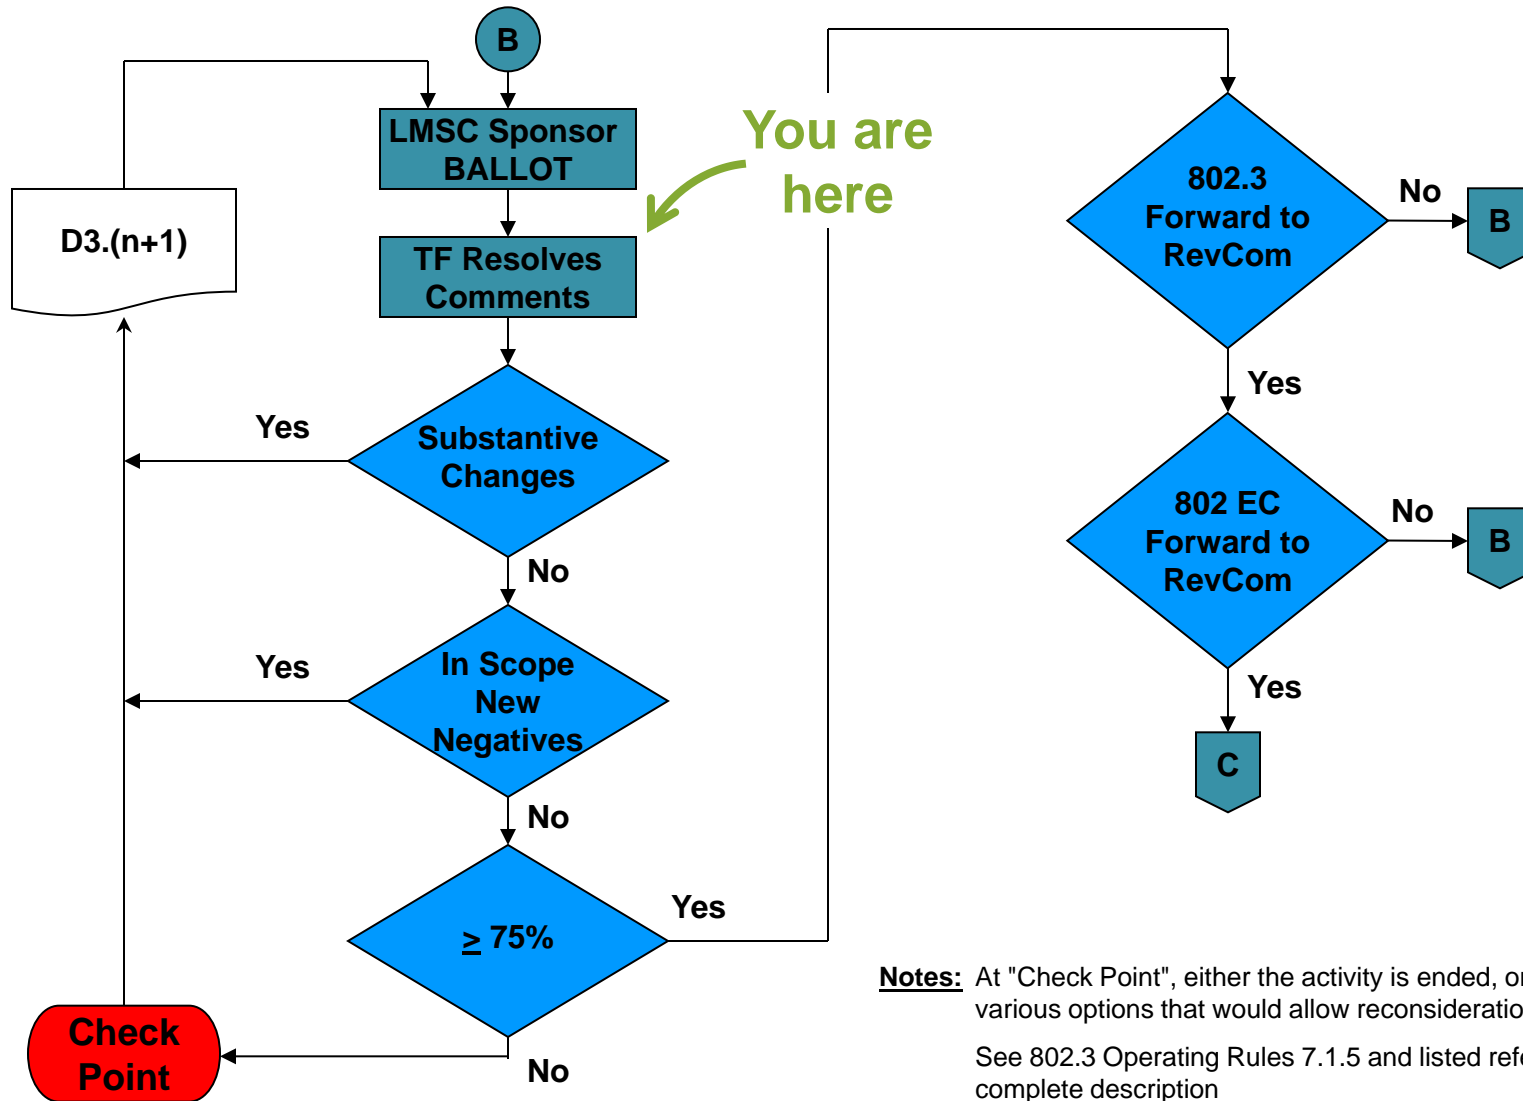 B
LMSC Sponsor
BALLOT
You are
here
D3.(n+1)
TF Resolves
Comments
Yes
Substantive
Changes
No
Yes
In Scope
New
Negatives
No
≥ 75%
Yes
Check
Point
No
802.3
Forward to
RevCom
No
B
Yes
802 EC
Forward to
RevCom
No
B
Yes
C
Notes: At "Check Point", either the activity is ended, or
various options that would allow
See 802.3 Operating Rules 7.1.5 and listed
complete description